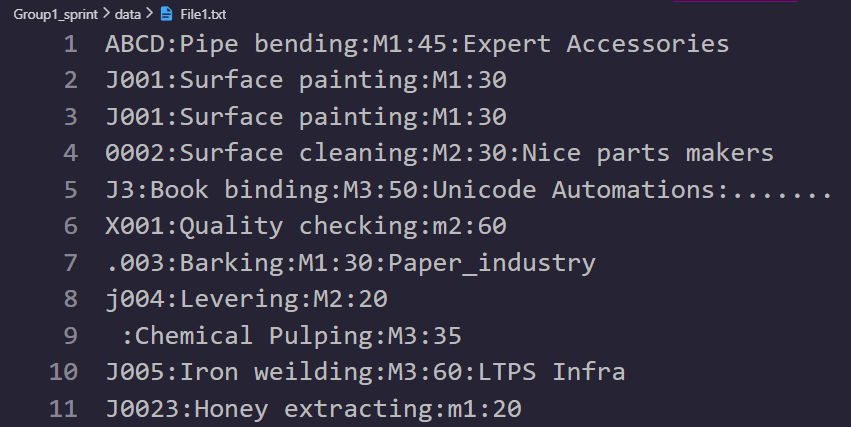 Group1_sprint > data > File1.txt
1 ABCD:Pipe bending:M1:45:Expert Accessories
2 J001:Surface painting:M1:30
3 J001:Surface painting:M1:30
4 0002:Surface cleaning:M2:30:Nice parts makers
5 J3:Book binding:M3:50:Unicode Automations:........
6 X001:Quality checking:m2:60
7 .003:Barking:M1:30:Paper_industry
8 j004:Levering:M2:20
9  :Chemical Pulping:M3:35
10 J005:Iron weilding:M3:60:LTPS Infra
11 J0023:Honey extracting:m1:20